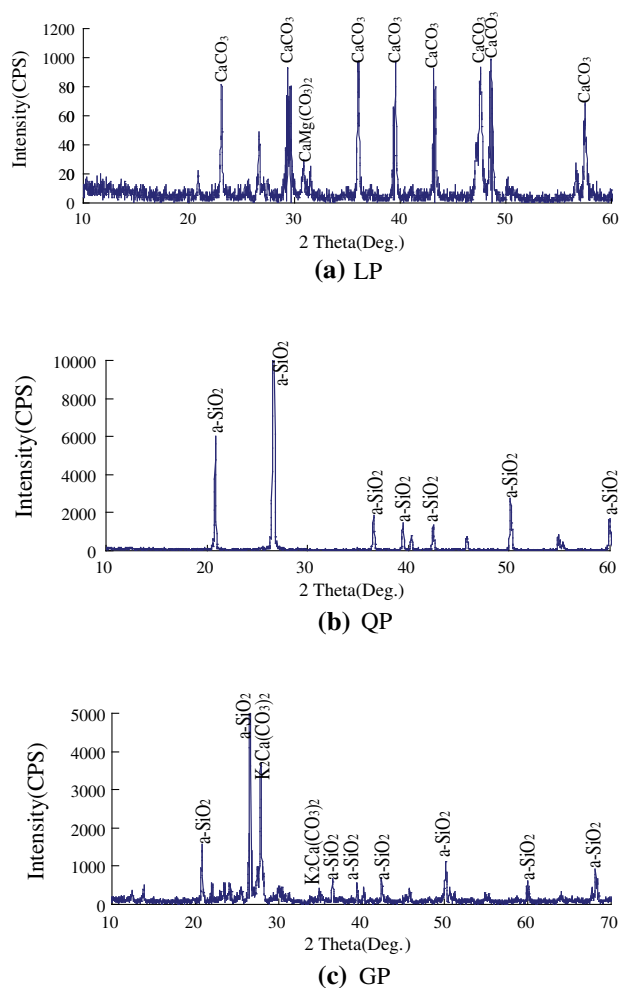 1200
CaCO3
CaCO3
CaCO3
CaCO3
CaCO3
CaCO3
CaCO3
CaCO3
CaMg(CO3)2
Intensity(CPS)
1000
80
60
40
20
0
10 20 30 40 50 60
2 Theta(Deg.)
(a) LP
Intensity(CPS)
10000
8000
6000
4000
2000
0
a-SiO2
a-SiO2
a-SiO2
a-SiO2
a-SiO2
a-SiO2
a-SiO2
10 20 30 40 50 60
2 Theta(Deg.)
(b) QP
Intensity(CPS)
5000
4000
3000
2000
1000
0
a-SiO2
a-SiO2
K2Ca(CO3)2
K2Ca(CO3)2
a-SiO2
a-SiO2
a-SiO2
a-SiO2
a-SiO2
a-SiO2
10 20 30 40 50 60 70
2 Theta(Deg.)
(c) GP